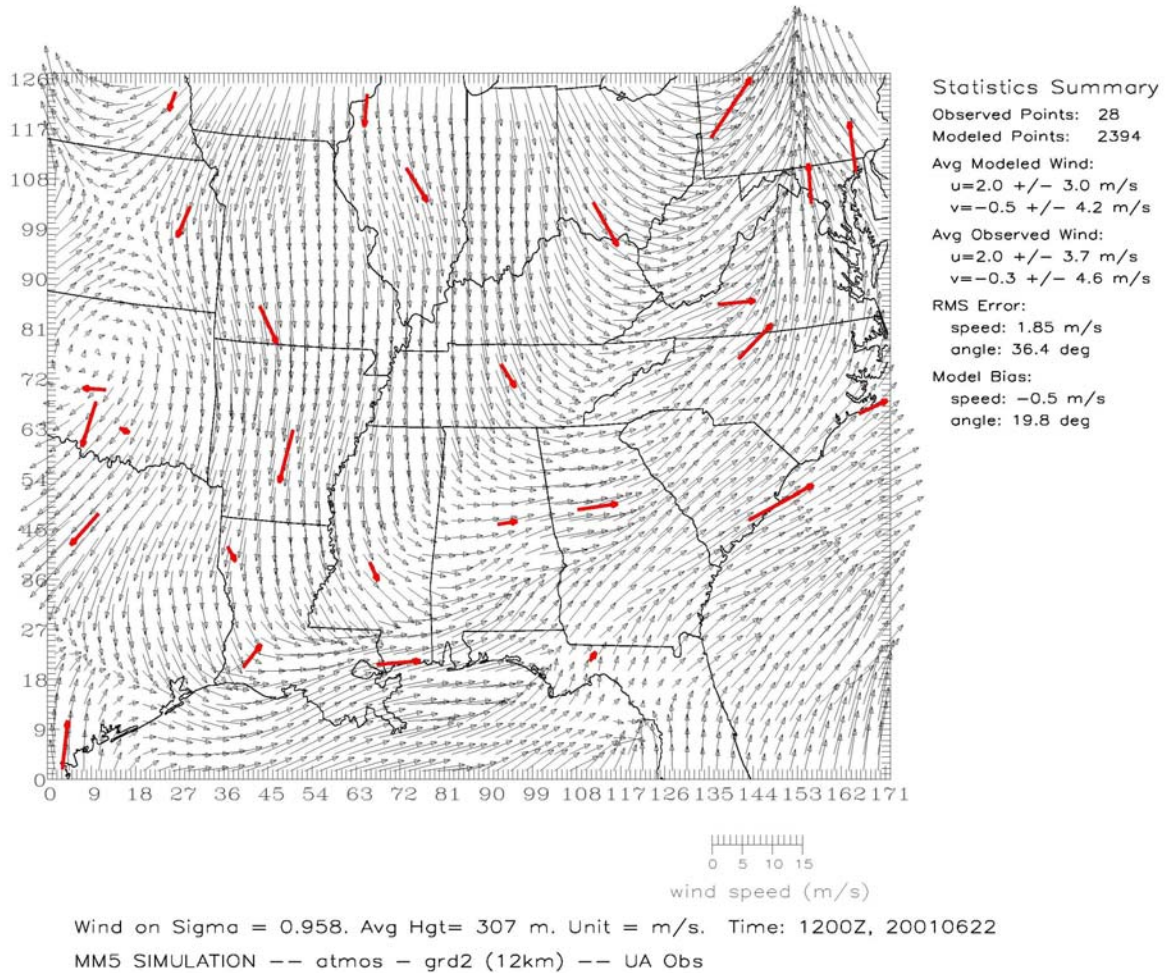 126
117
108
99
90
81
72
63
54
45
36
27
18
9
0
0 9 18 27 36 45 54 63 72 81 90 99 108 117 126 135 144 153 162 171
Statistics Summary
Observed Points: 28
Modeled Points: 2394
Avg Modeled Wind:
u=2.0 +/- 3.0 m/s
v=-0.5 +/- 4.2 m/s
Avg Observed Wind:
u=2.0 +/- 3.7 m/s
v=-0.3 +/- 4.6 m/s
RMS Error:
speed: 1.85 m/s
angle: 36.4 deg
Model Bias:
speed: -0.5 m/s
angle: 19.8 deg
0 5 10 15
wind speed (m/s)
Wind on Sigma = 0.958. Avg Hgt= 307 m. Unit = m/s. Time: 1200Z, 20010622
MM5 SIMULATION -- atmos - grd2 (12km) -- UA Obs